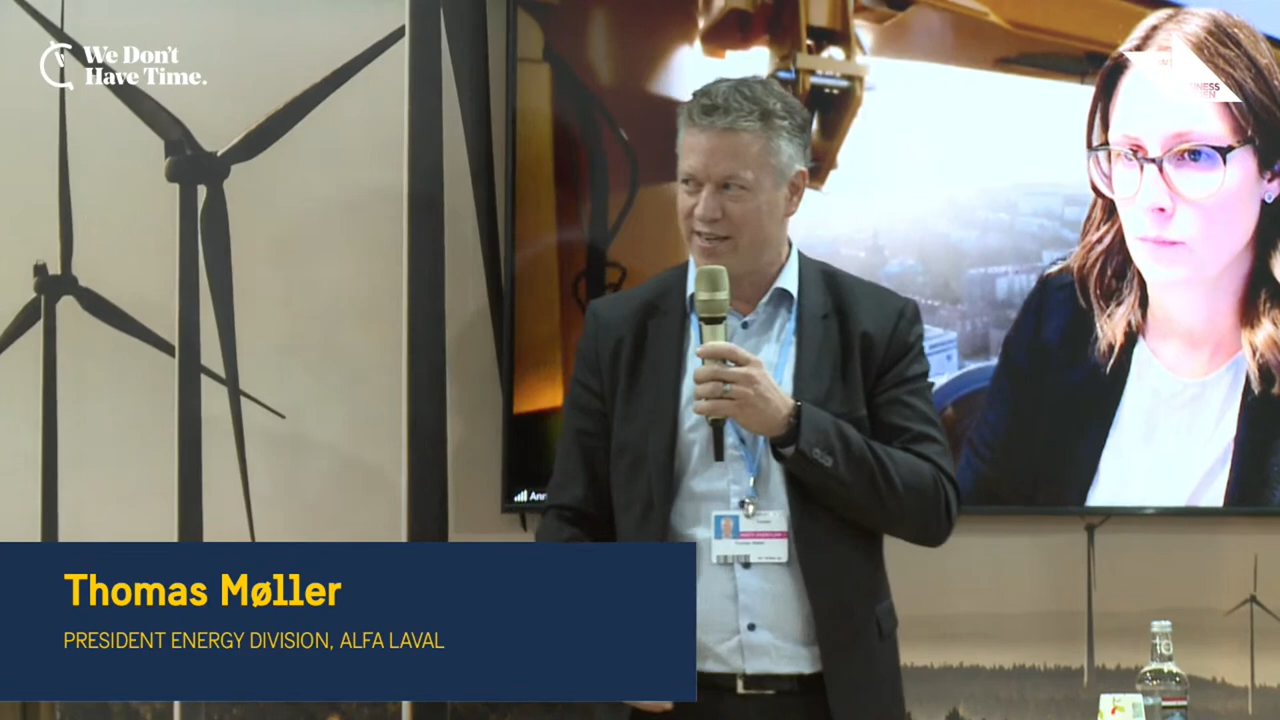 We Don't
Have Time.
Thomas Møller
PRESIDENT ENERGY DIVISION, ALFA LAVAL